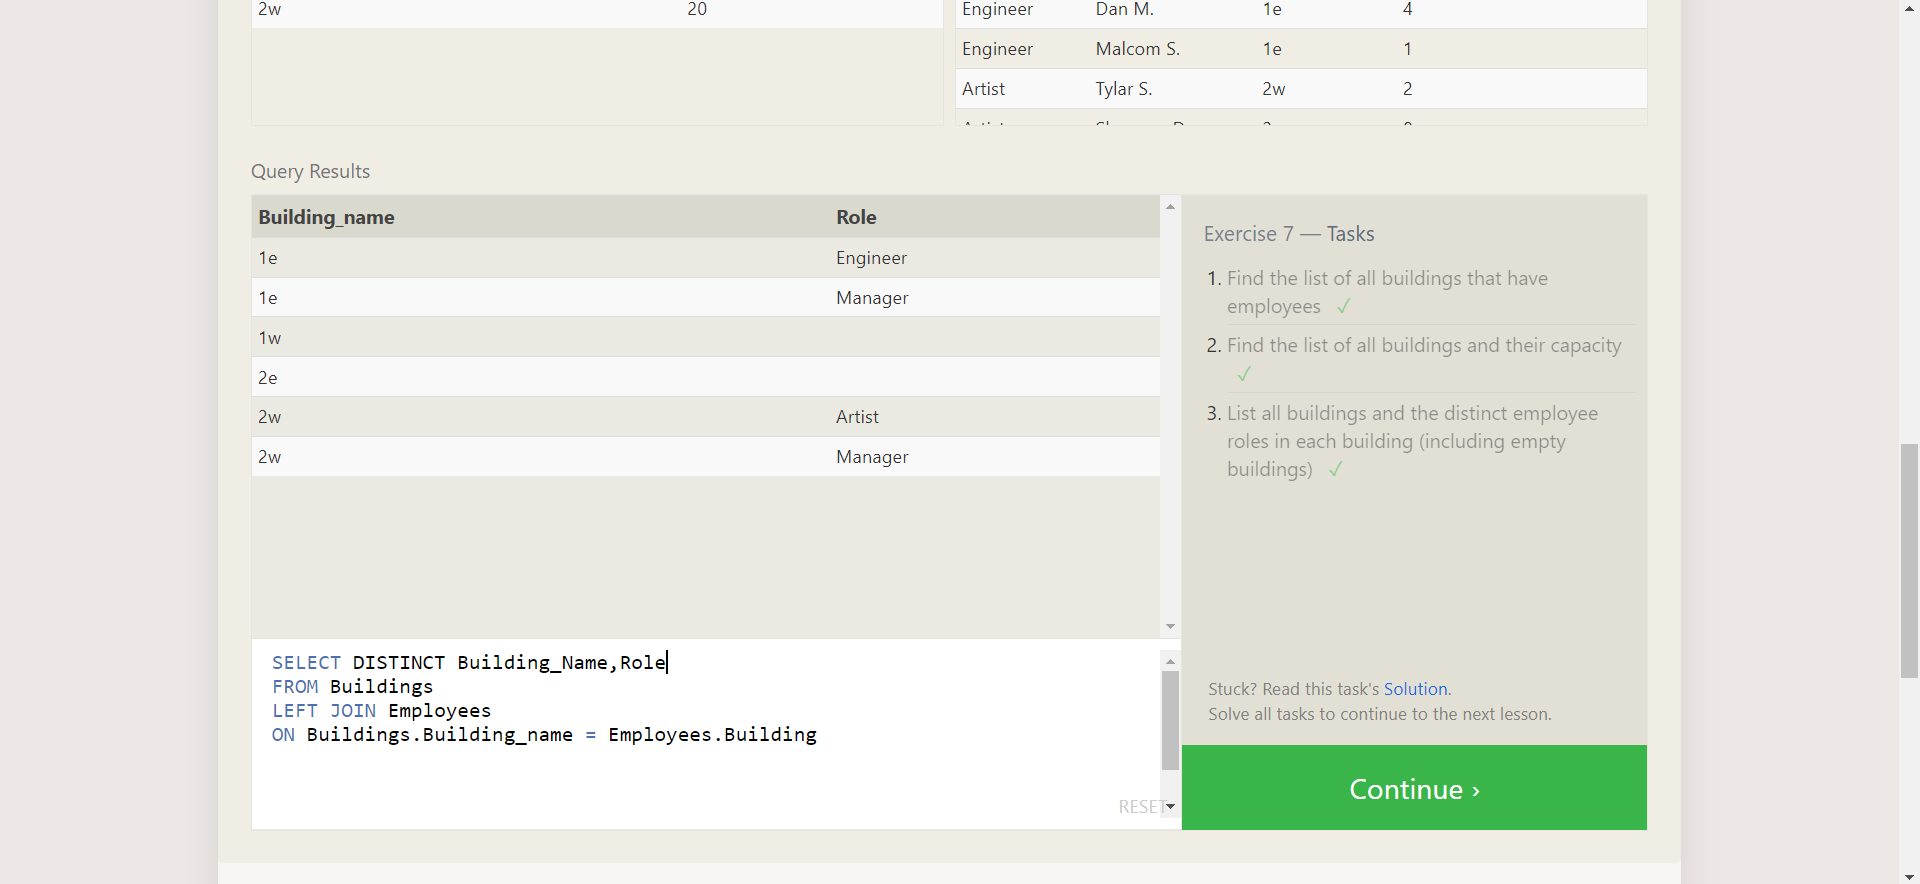 2w 20
Engineer Dan M. 1e 4
Engineer Malcom S. 1e 1
Artist Tylar S. 2w 2
Query Results
Building_name Role
1e Engineer
1e Manager
1w
2e
2w Artist
2w Manager
SELECT DISTINCT Building_Name,Role
FROM Buildings
LEFT JOIN Employees
ON Buildings.Building_name = Employees.Building
RESET
Exercise 7 — Tasks
1. Find the list of all buildings that have
employees ✓
2. Find the list of all buildings and their capacity
✓
3. List all buildings and the distinct employee
roles in each building (including empty
buildings) ✓
Stuck? Read this task's Solution.
Solve all tasks to continue to the next lesson.
Continue ›